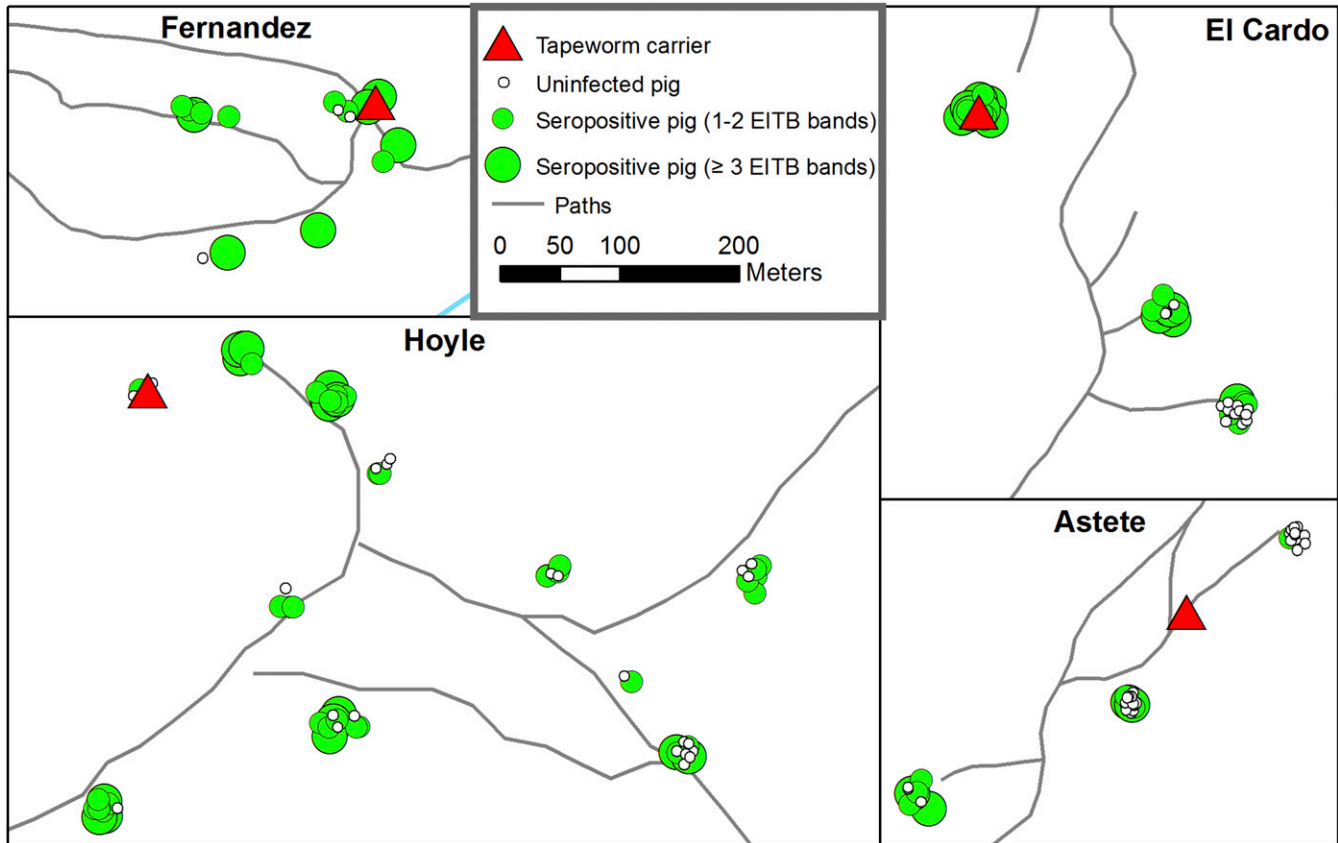 Fernandez
Tapeworm carrier
Uninfected pig
Seropositive pig (1-2 EITB bands)
Seropositive pig (≥ 3 EITB bands)
Paths
0 50 100 200
Meters
El Cardo
Hoyle
Astete